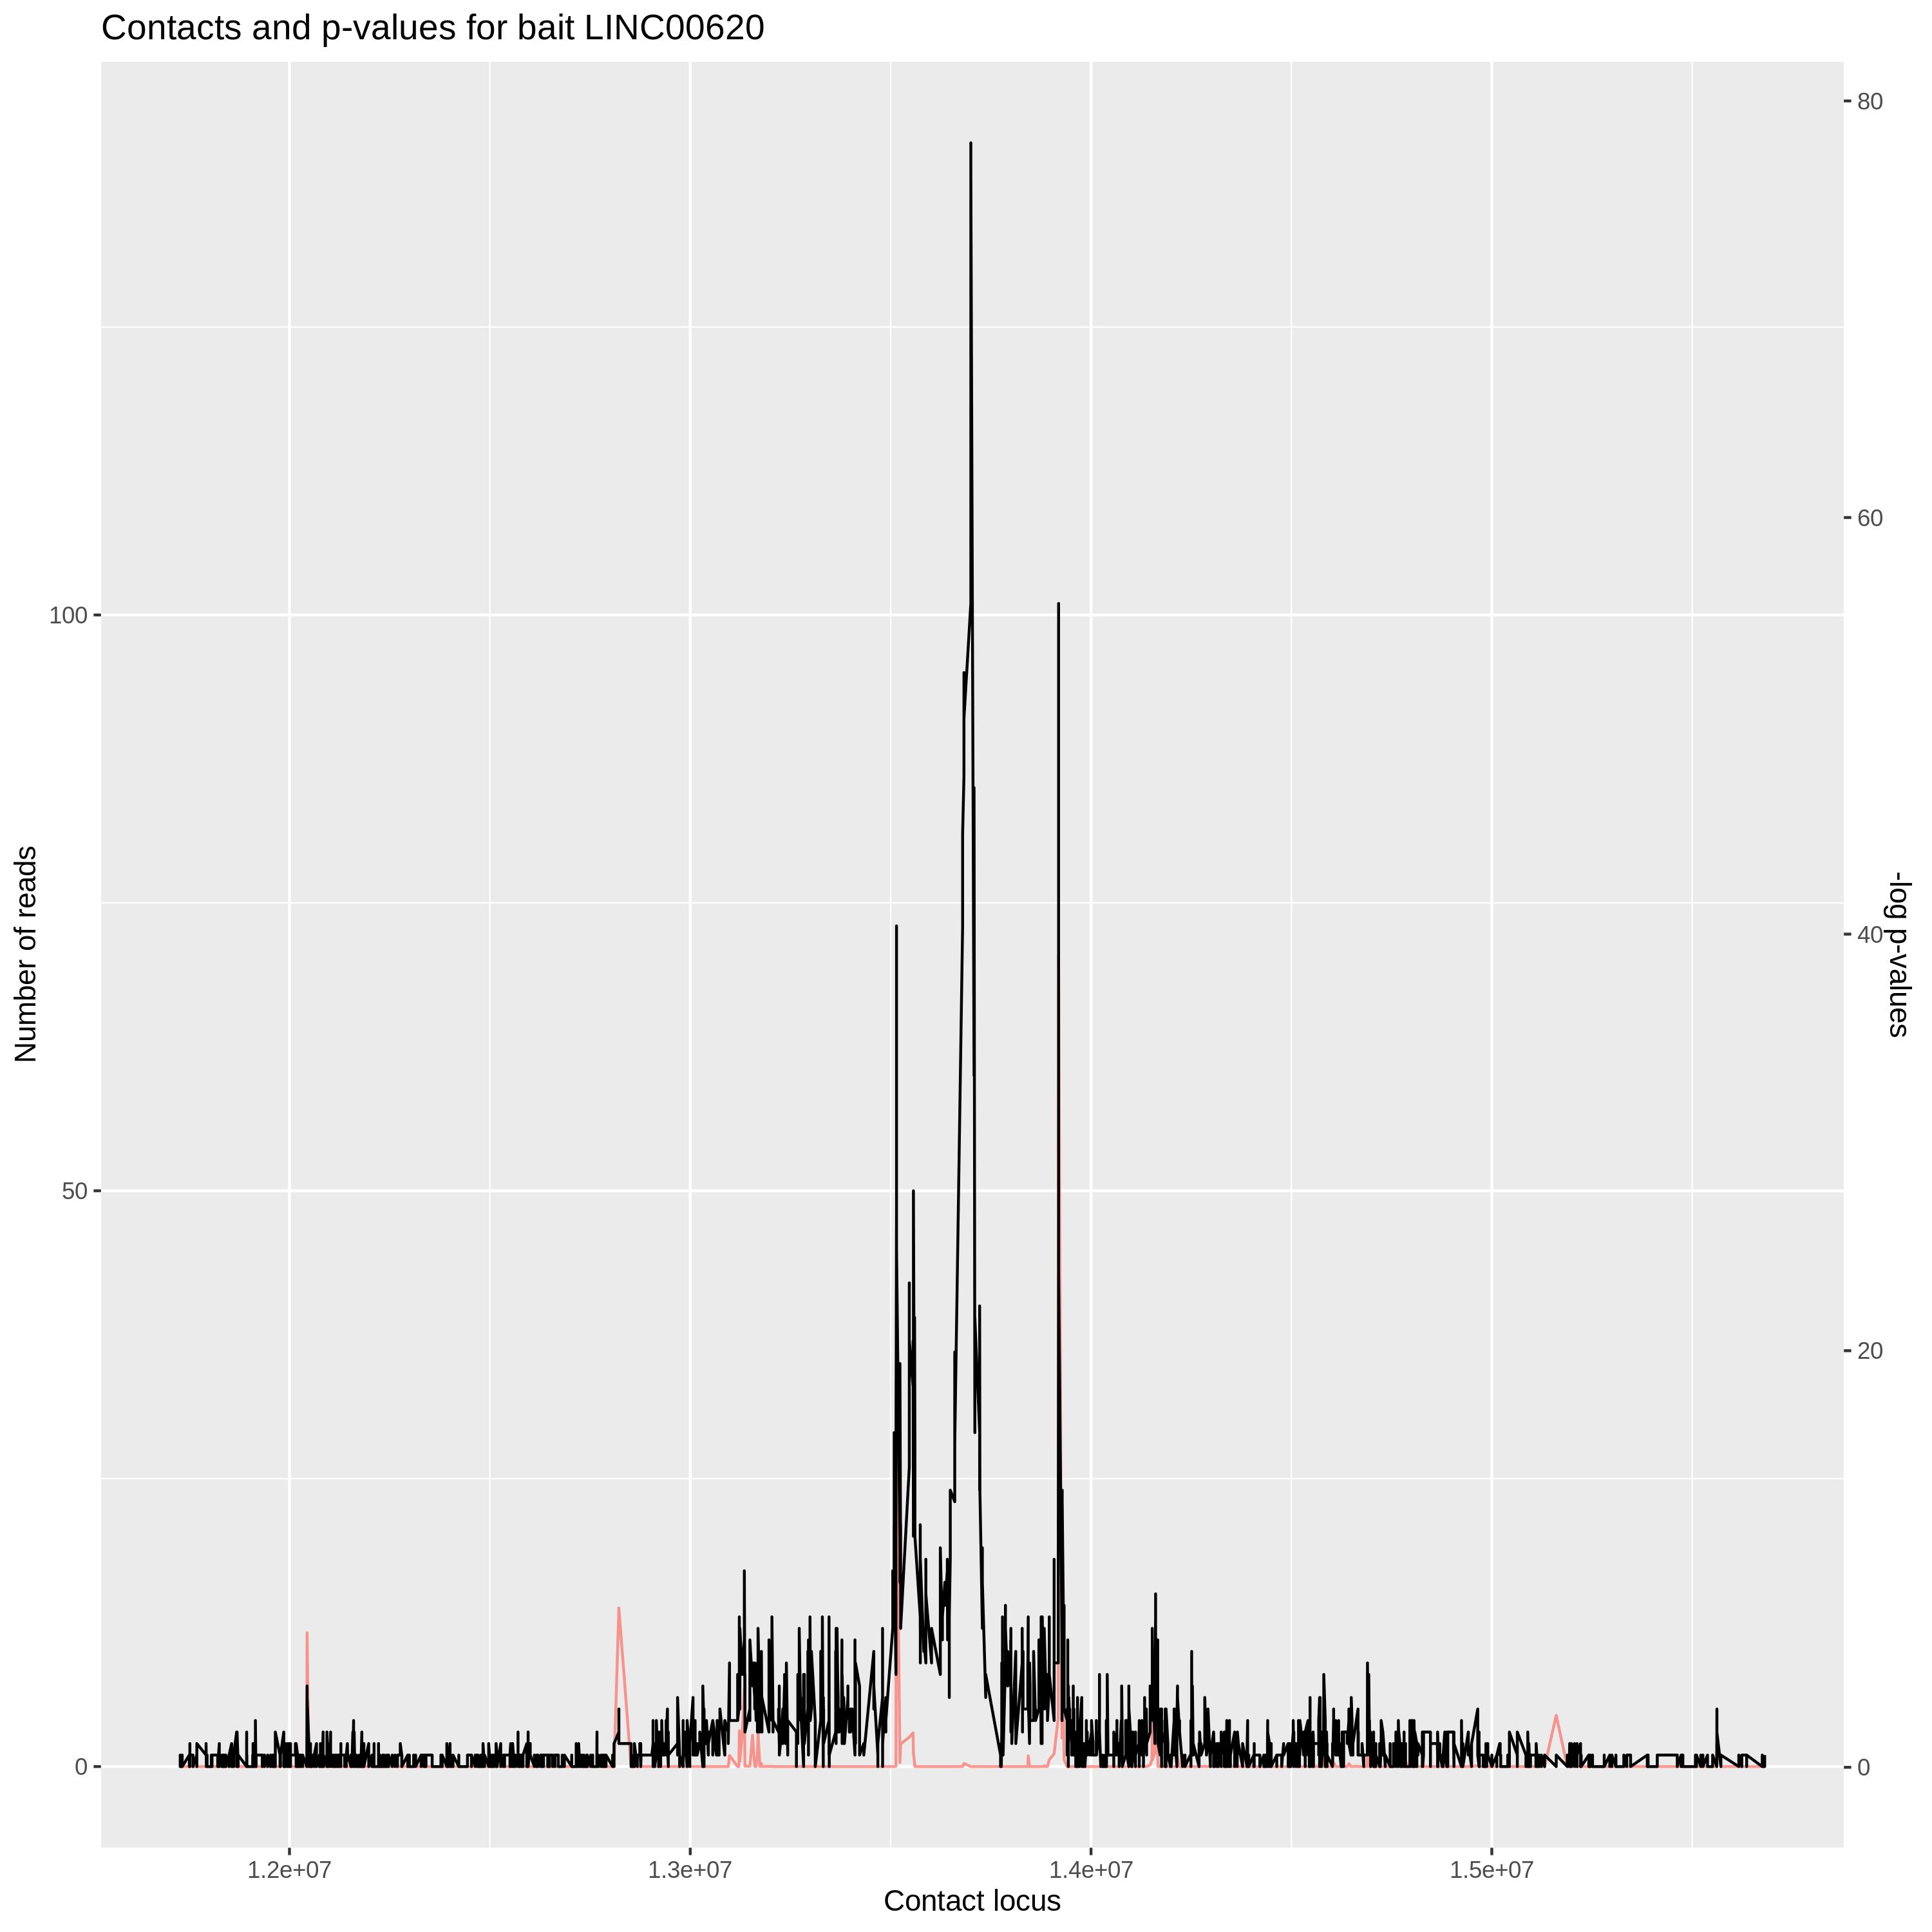 Contacts and p-values for bait LINC00620
80
60
100
40
50
20
0
0
Number of reads
-log p-values
1.2e+07
1.3e+07
1.4e+07
1.5e+07
Contact locus